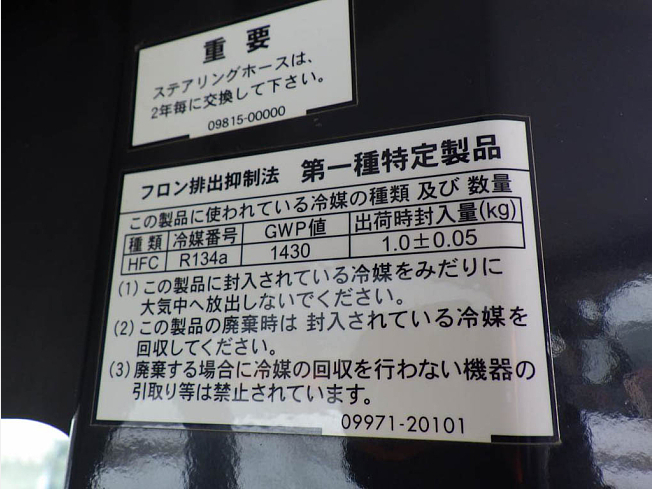 重要
ステアリングホースは、
2年毎に交換して下さい。
09815-00000
フロン排出抑制法 第一種特定製品
この製品に使われている冷媒の種類 及び 数量
種類 冷媒番号 GWP値 出荷時封入量(kg)
HFC R134a 1430 1.0±0.05
(1)この製品に封入されている冷媒をみだりに
大気中へ放出しないでください。
(2)この製品の廃棄時は 封入されている冷媒を
回収してください。
(3)廃棄する場合に冷媒の回収を行わない機器の
引取り等は禁止されています。
09971-20101